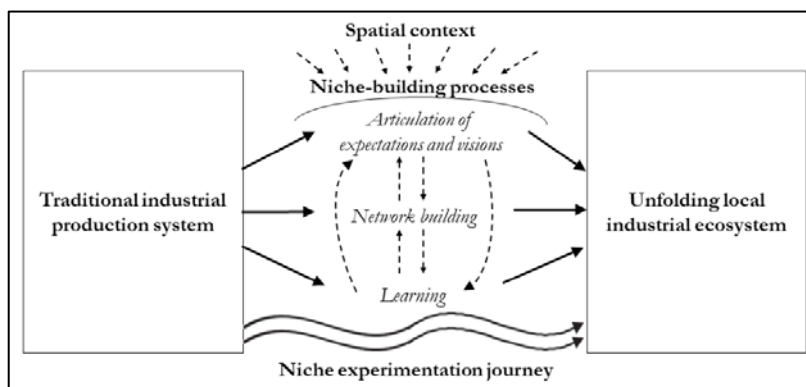 Spatial context
Niche-building processes
Articulation of
expectations and visions
Traditional industrial
production system
Network building
Unfolding local
industrial ecosystem
Learning
Niche experimentation journey